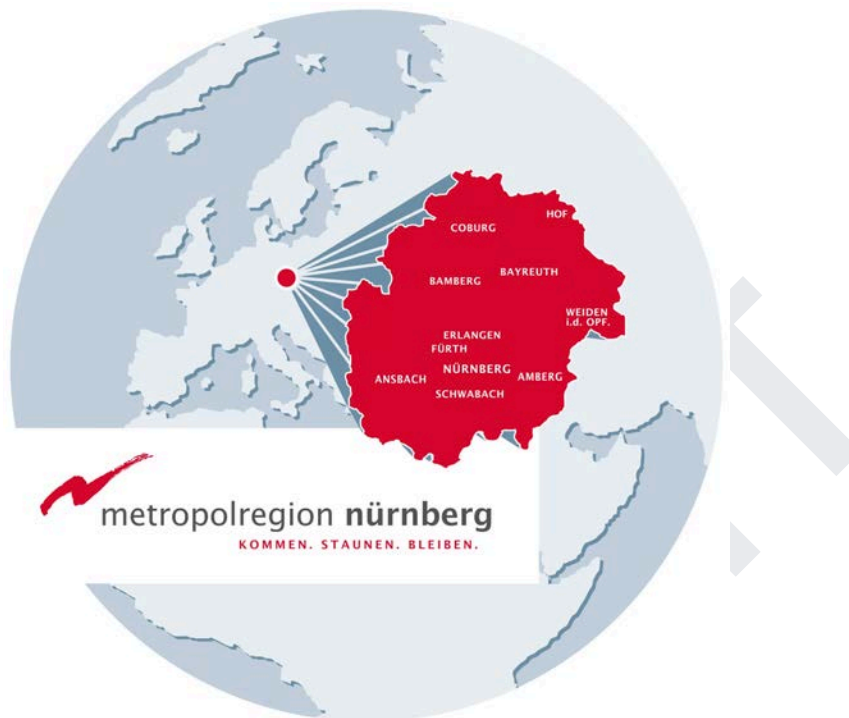 HOF
COBURG
BAYREUTH
BAMBERG
WEIDEN
i.d. OPF.
ERLANGEN
FÜRTH
NÜRNBERG
ANSBACH
AMBERG
SCHWABACH
metropolregion nürnberg
KOMMEN. STAUNEN. BLEIBEN.